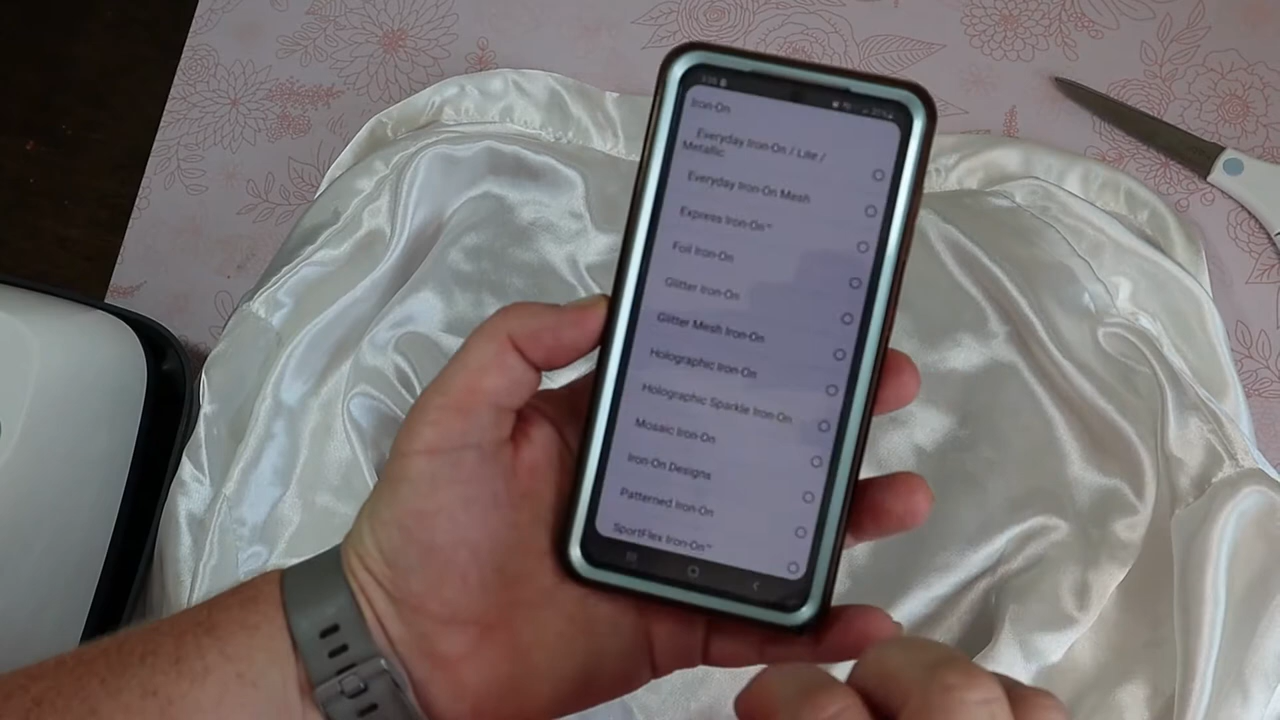 Iron-On
Everyday Iron-On / Lite /
Metallic
Everyday Iron-On Mesh
Express Iron-On™
Foil Iron-On
Glitter Iron-On
Glitter Mesh Iron-On
Holographic Iron-On
Holographic Sparkle Iron-On
Mosaic Iron-On
Iron-On Designs
Patterned Iron-On
SportFlex Iron-On™